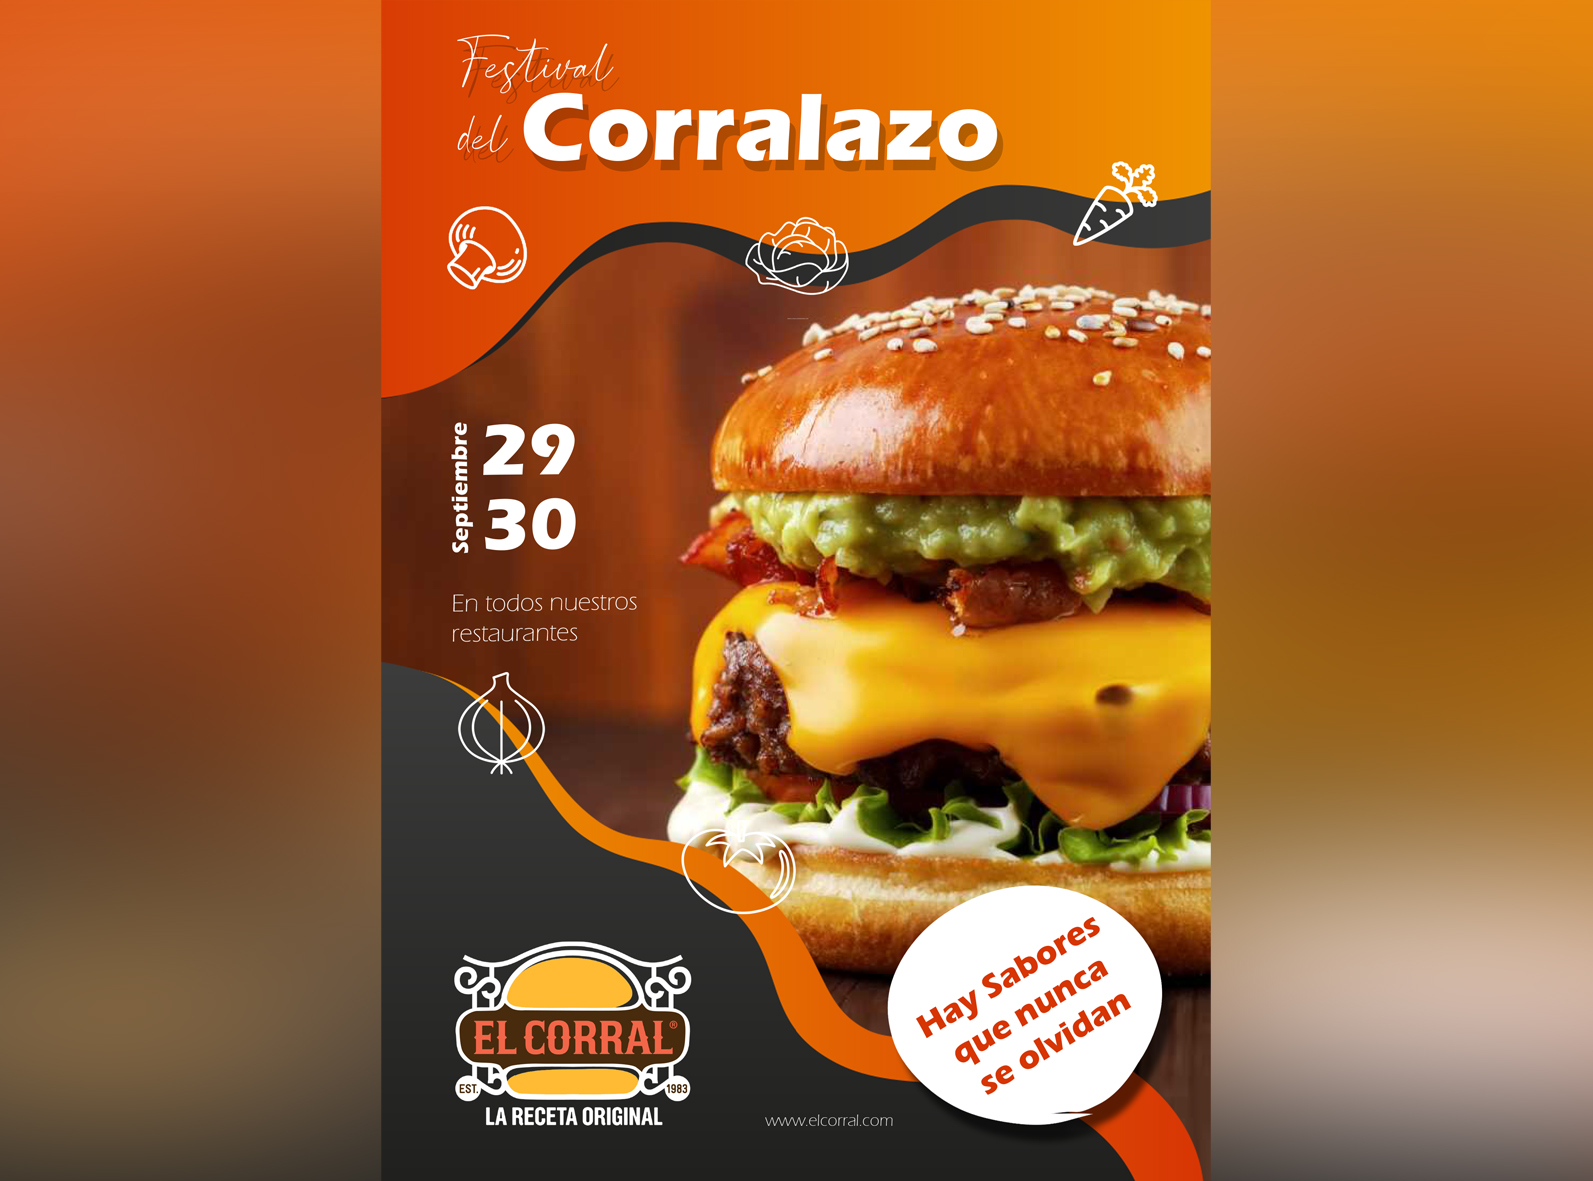 Festival
del Corralazo
Septiembre
29
30
En todos nuestros
restaurantes
Hay Sabores
que nunca
se olvidan
EL CORRAL®
EST. 1983
LA RECETA ORIGINAL
www.elcorral.com